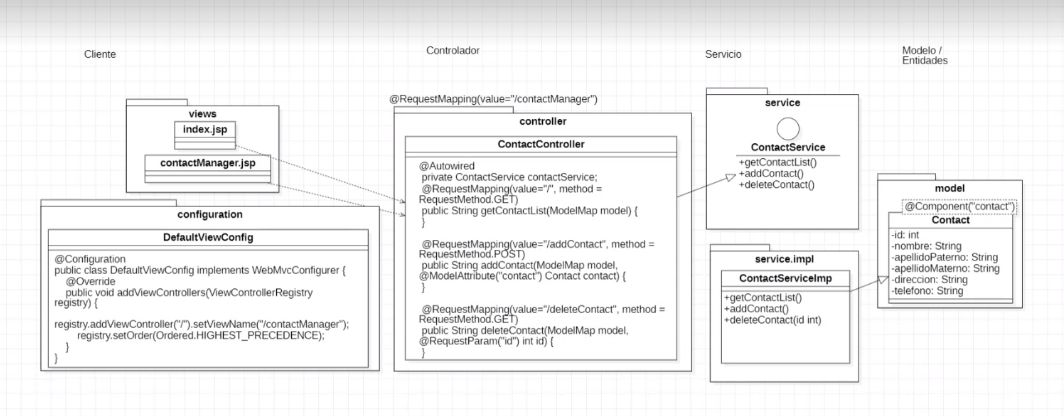 Cliente
Controlador
Servicio
Modelo /
Entidades
views
index.jsp
contactManager.jsp
configuration
DefaultViewConfig
@Configuration
public class DefaultViewConfig implements WebMvcConfigurer {
@Override
public void addViewControllers(ViewControllerRegistry
registry) {
registry.addViewController("/").setViewName("/contactManager");
registry.setOrder(Ordered.HIGHEST_PRECEDENCE);
}
}
@RequestMapping(value="/contactManager")
controller
ContactController
@Autowired
private ContactService contactService;
@RequestMapping(value="/", method =
RequestMethod.GET)
public String getContactList(ModelMap model) {
}
@RequestMapping(value="/addContact", method =
RequestMethod.POST)
public String addContact(ModelMap model,
@ModelAttribute("contact") Contact contact) {
}
@RequestMapping(value="/deleteContact", method =
RequestMethod.GET)
public String deleteContact(ModelMap model,
@RequestParam("id") int id) {
}
service
ContactService
+getContactList()
+addContact()
+deleteContact()
service.impl
ContactServiceImp
+getContactList()
+addContact()
+deleteContact(id int)
model
@Component("contact")
Contact
-id: int
-nombre: String
-apellidoPaterno: String
-apellidoMaterno: String
-direccion: String
-telefono: String